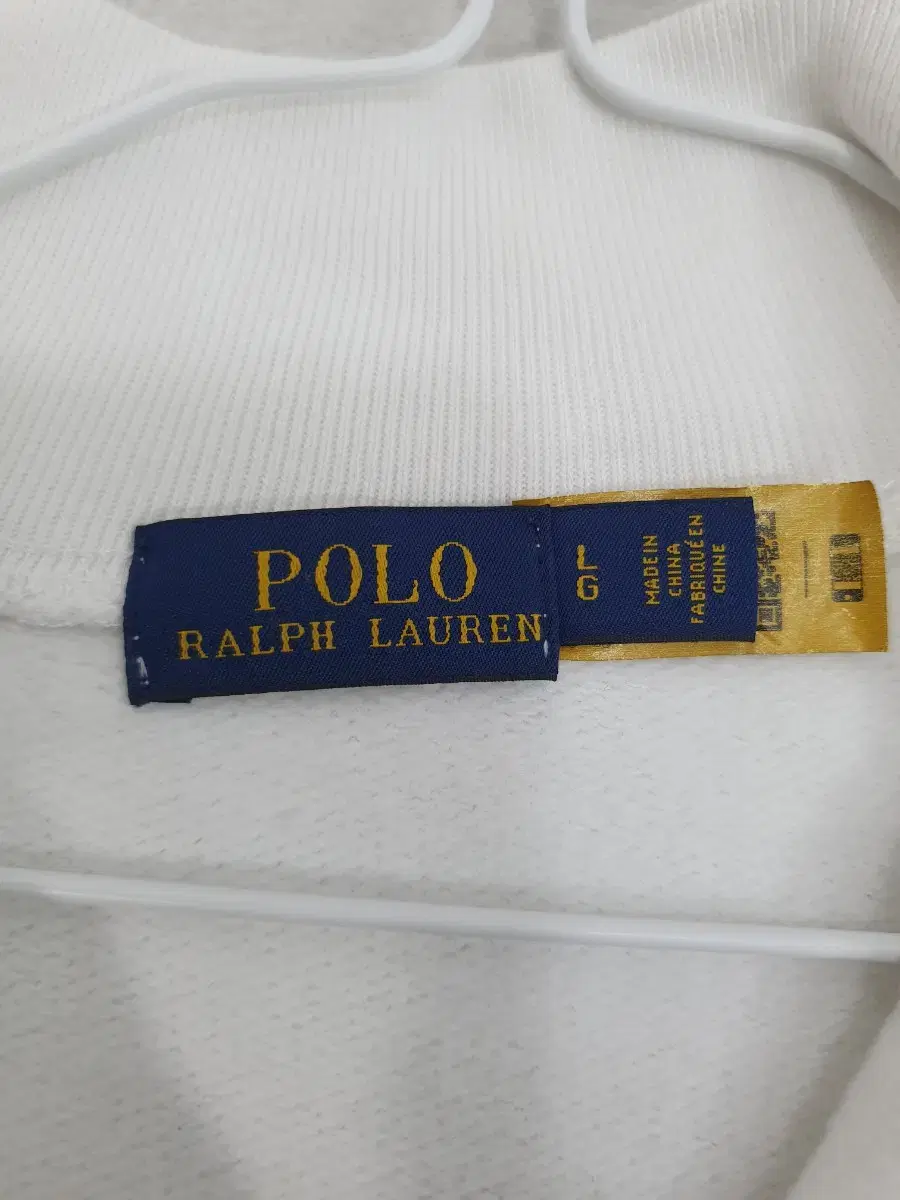 POLO
RALPH LAUREN
L
G
MADE IN
CHINA
FABRIQUÉ EN
CHINE